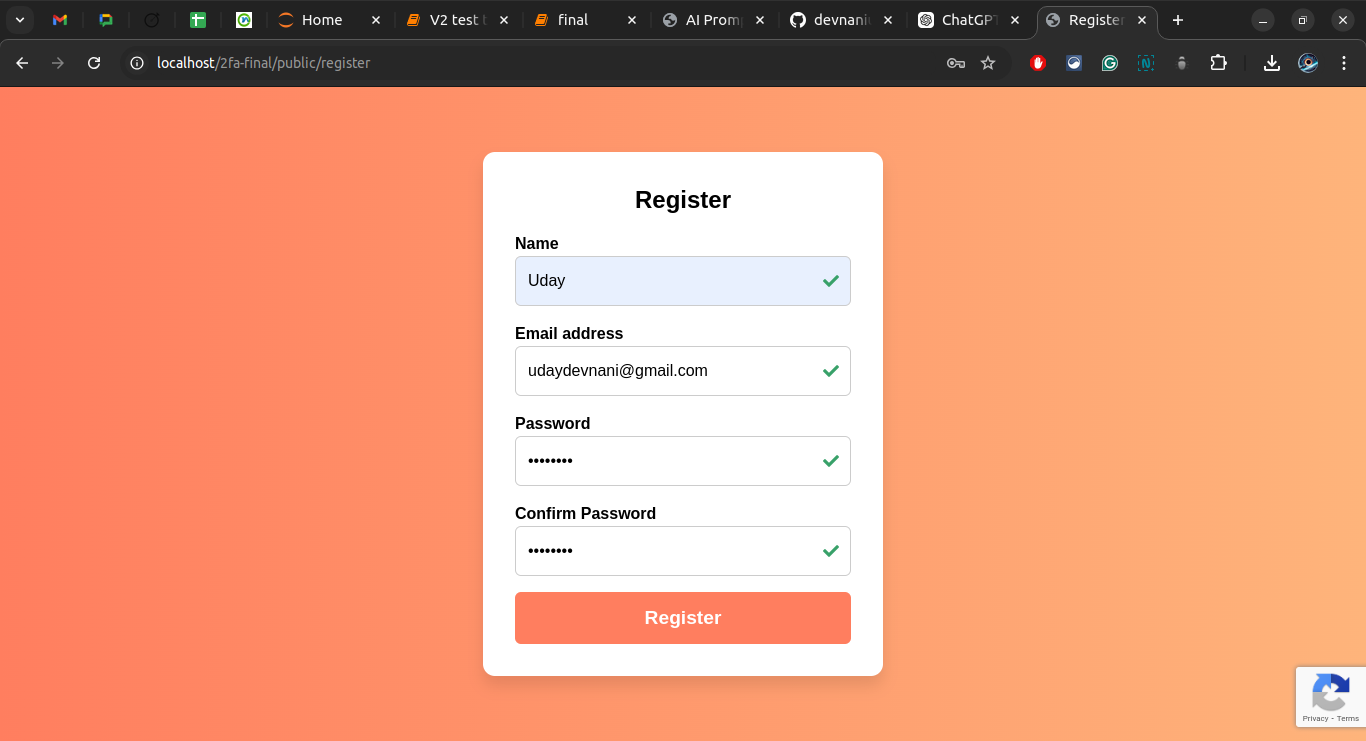 Home
V2 test
final
AI Prom
devnani
ChatGPT
Register
localhost/2fa-final/public/register
Register
Name
Uday
Email address
udaydevnani@gmail.com
Password
••••••••
Confirm Password
••••••••
Register
Privacy - Terms